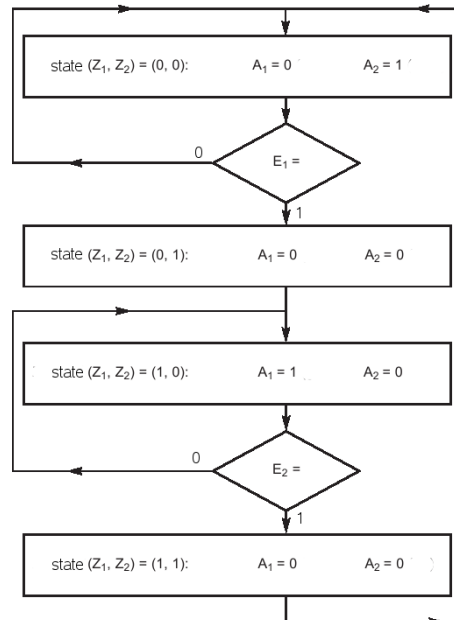 state (Z₁, Z₂) = (0, 0): A₁ = 0 A₂ = 1
0
E₁ =
1
state (Z₁, Z₂) = (0, 1): A₁ = 0 A₂ = 0
state (Z₁, Z₂) = (1, 0): A₁ = 1 A₂ = 0
0
E₂ =
1
state (Z₁, Z₂) = (1, 1): A₁ = 0 A₂ = 0